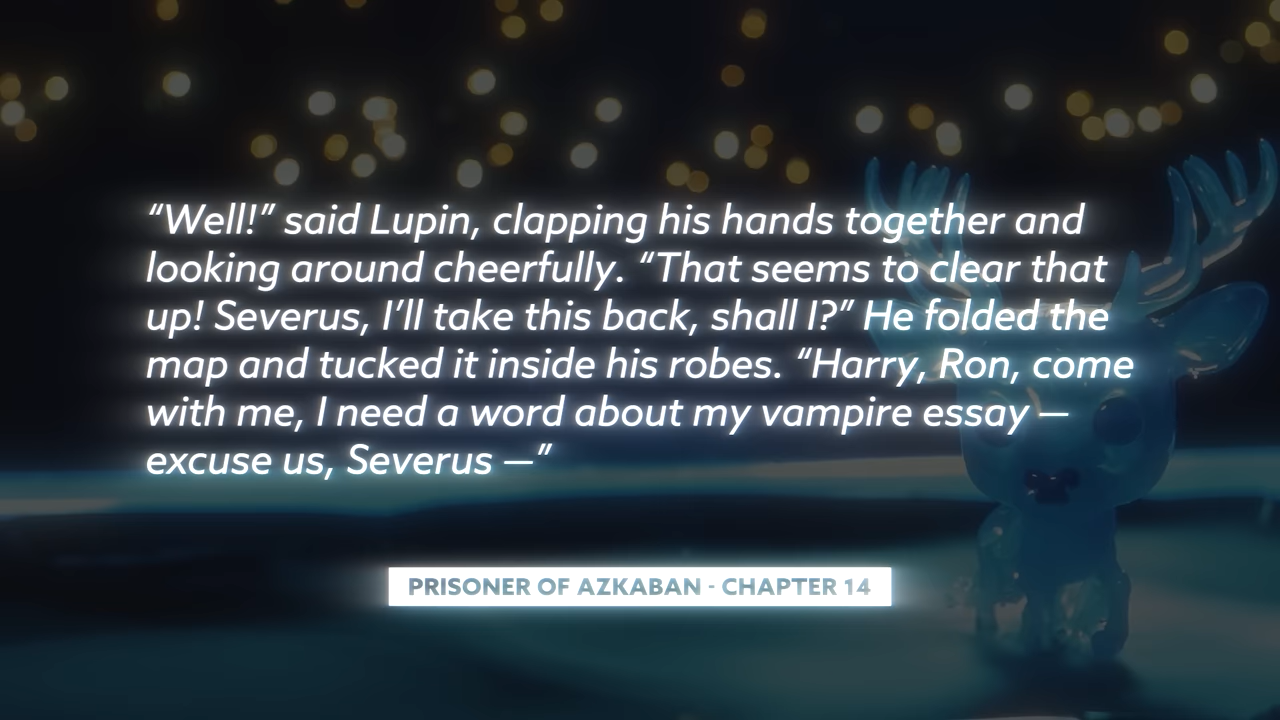 “Well!” said Lupin, clapping his hands together and
looking around cheerfully. “That seems to clear that
up! Severus, I’ll take this back, shall I?” He folded the
map and tucked it inside his robes. “Harry, Ron, come
with me, I need a word about my vampire essay —
excuse us, Severus —”
PRISONER OF AZKABAN - CHAPTER 14